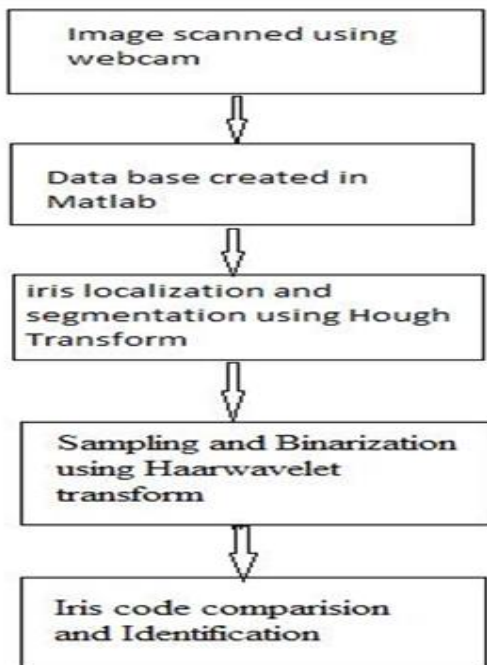 Image scanned using
webcam
Data base created in
Matlab
iris localization and
segmentation using Hough
Transform
Sampling and Binarization
using Haarwavelet
transform
Iris code comparision
and Identification